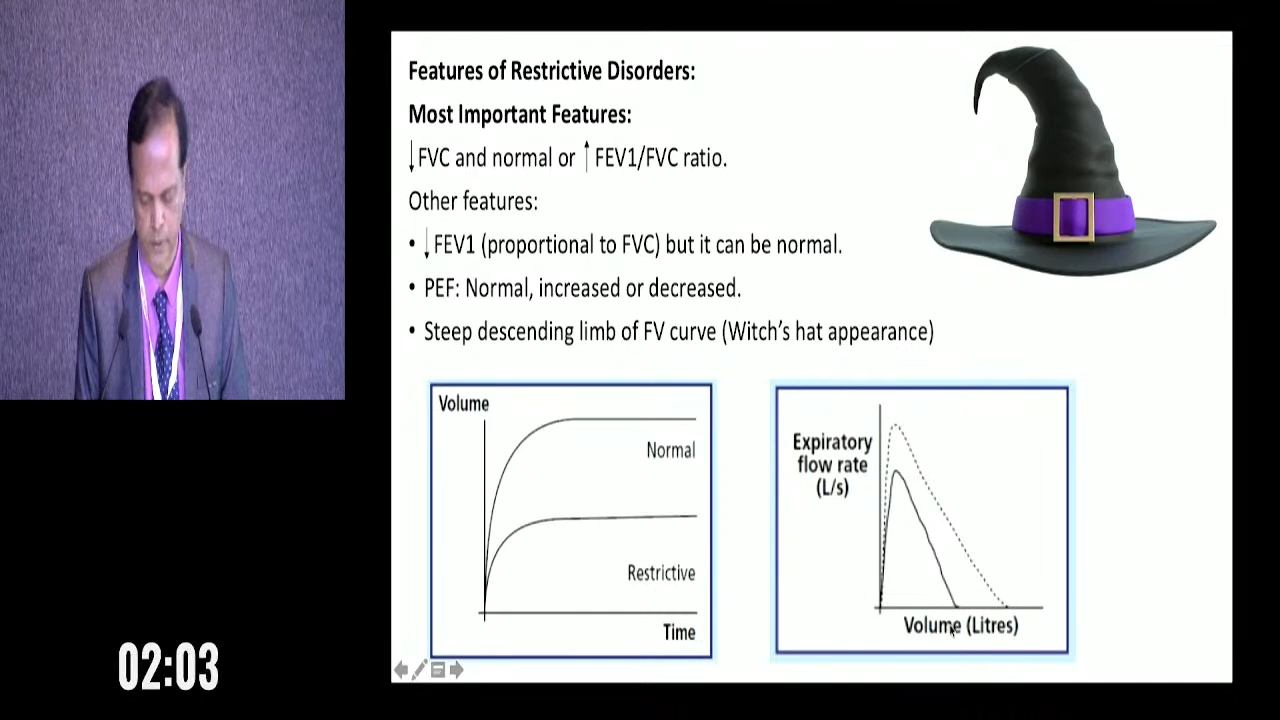 Features of Restrictive Disorders:
Most Important Features:
↓FVC and normal or ↑ FEV1/FVC ratio.
Other features:
• ↓FEV1 (proportional to FVC) but it can be normal.
• PEF: Normal, increased or decreased.
• Steep descending limb of FV curve (Witch's hat appearance)
Volume
Normal
Restrictive
Time
Expiratory
flow rate
(L/s)
Volume (Litres)
02:03